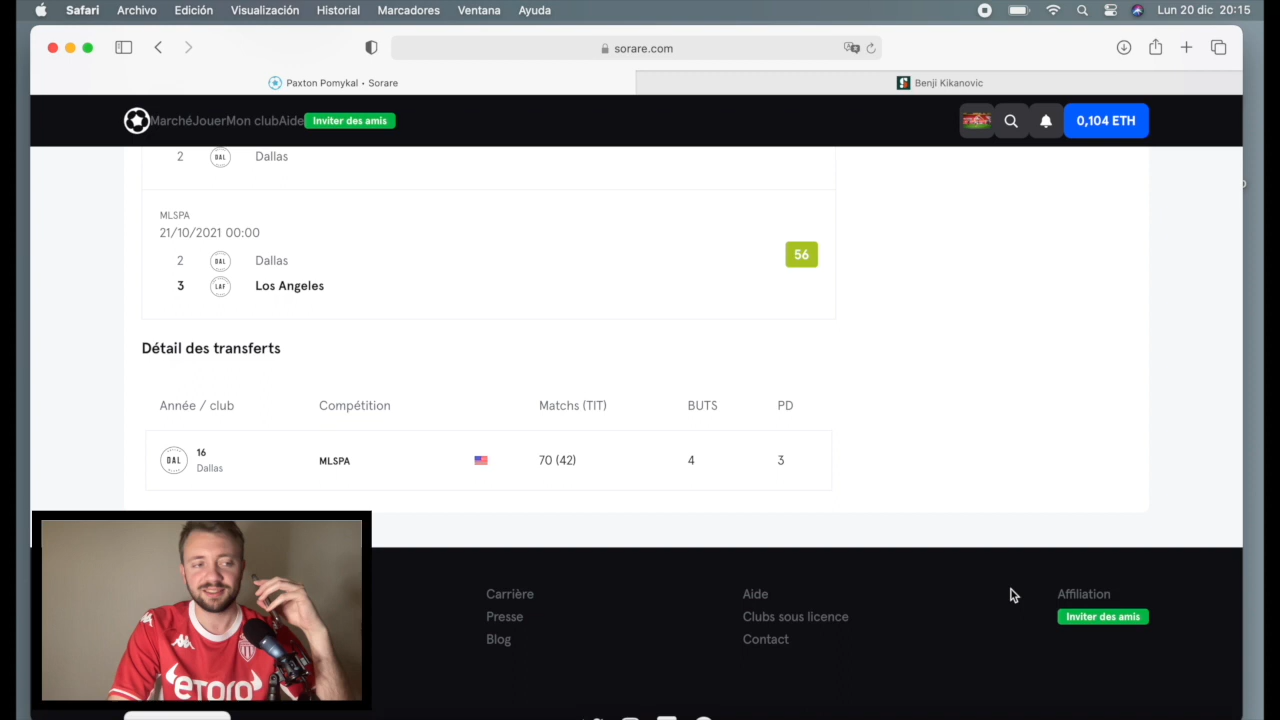 Safari Archivo Edición Visualización Historial Marcadores Ventana Ayuda Lun 20 dic 20:15
sorare.com
Paxton Pomykal • Sorare Benji Kikanovic
MarchéJouerMon clubAide Inviter des amis 0,104 ETH
2 DAL Dallas
MLSPA
21/10/2021 00:00
2 DAL Dallas
56
3 LAF Los Angeles
Détail des transferts
Année / club Compétition Matchs (TIT) BUTS PD
DAL 16 MLSPA 70 (42) 4 3
Dallas
Carrière Aide Affiliation
Presse Clubs sous licence Inviter des amis
Blog Contact
etoro